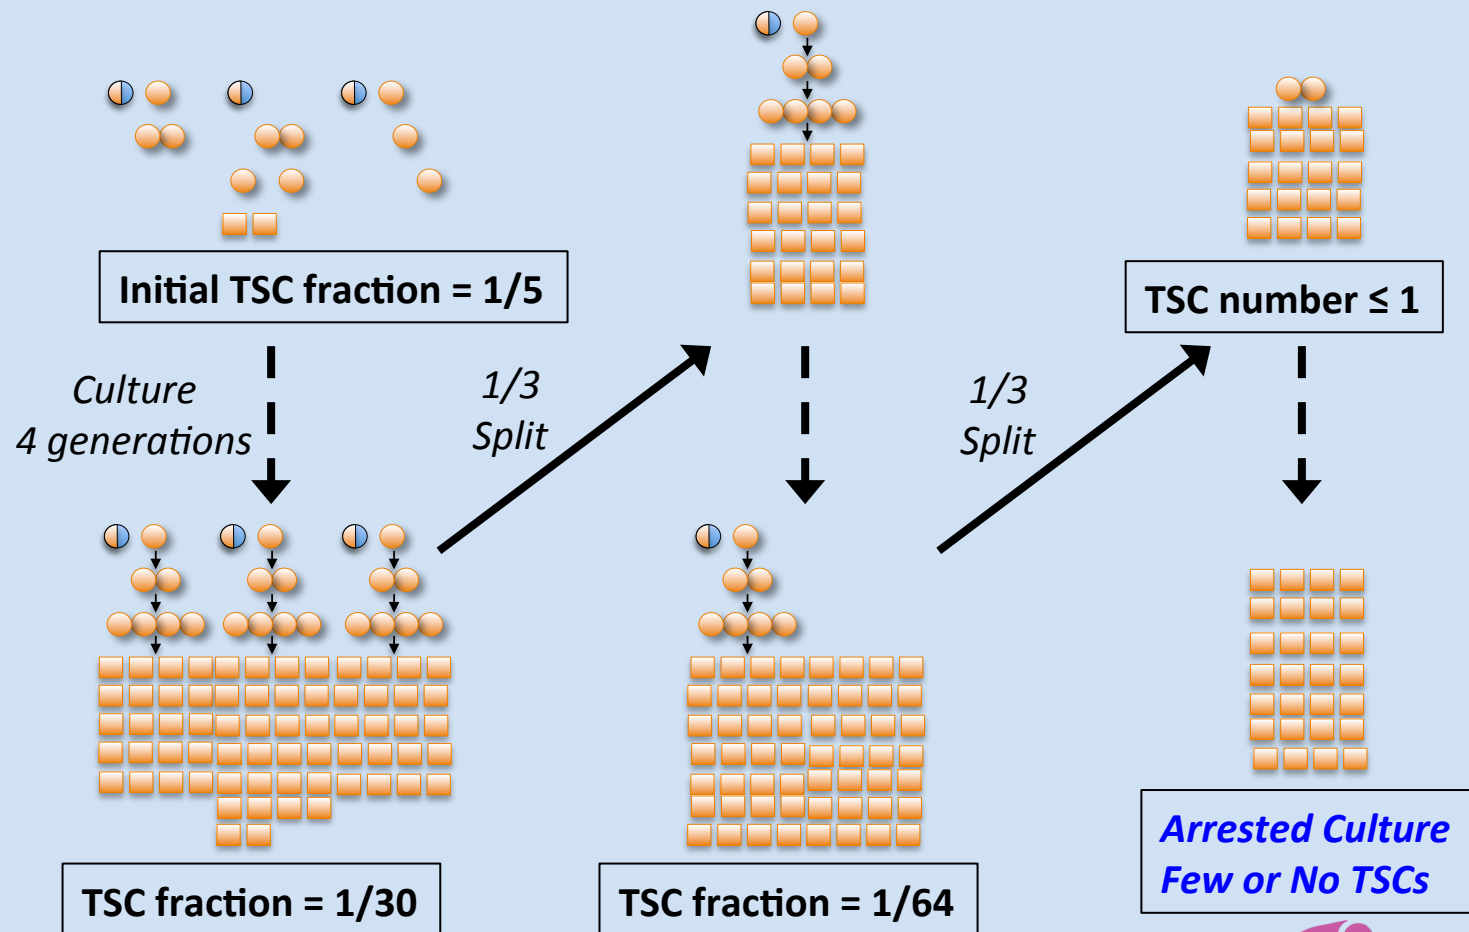 Initial TSC fraction = 1/5
TSC number ≤ 1
Culture
4 generations
1/3
Split
1/3
Split
TSC fraction = 1/30
TSC fraction = 1/64
Arrested Culture
Few or No TSCs